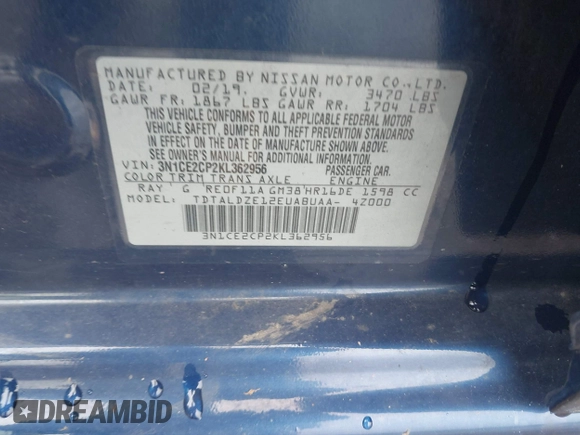 MANUFACTURED BY NISSAN MOTOR CO., LTD.
DATE: 02/19. GVWR: 3470 LBS
GAWR FR: 1867 LBS GAWR RR: 1704 LBS
THIS VEHICLE CONFORMS TO ALL APPLICABLE FEDERAL MOTOR
VEHICLE SAFETY, BUMPER AND THEFT PREVENTION STANDARDS
IN EFFECT ON THE DATE OF MANUFACTURE SHOWN ABOVE.
SEE OWNER'S MANUAL FOR ADDITIONAL INFORMATION.
VIN: 3N1CE2CP2KL362956 PASSENGER CAR.
COLOR TRIM TRANS AXLE ENGINE
RAY G RE0F11A GM38 HR16DE 1598 CC
MODEL: TDTALDZE12EUABUAA- 4Z000
3N1CE2CP2KL362956
DREAMBID